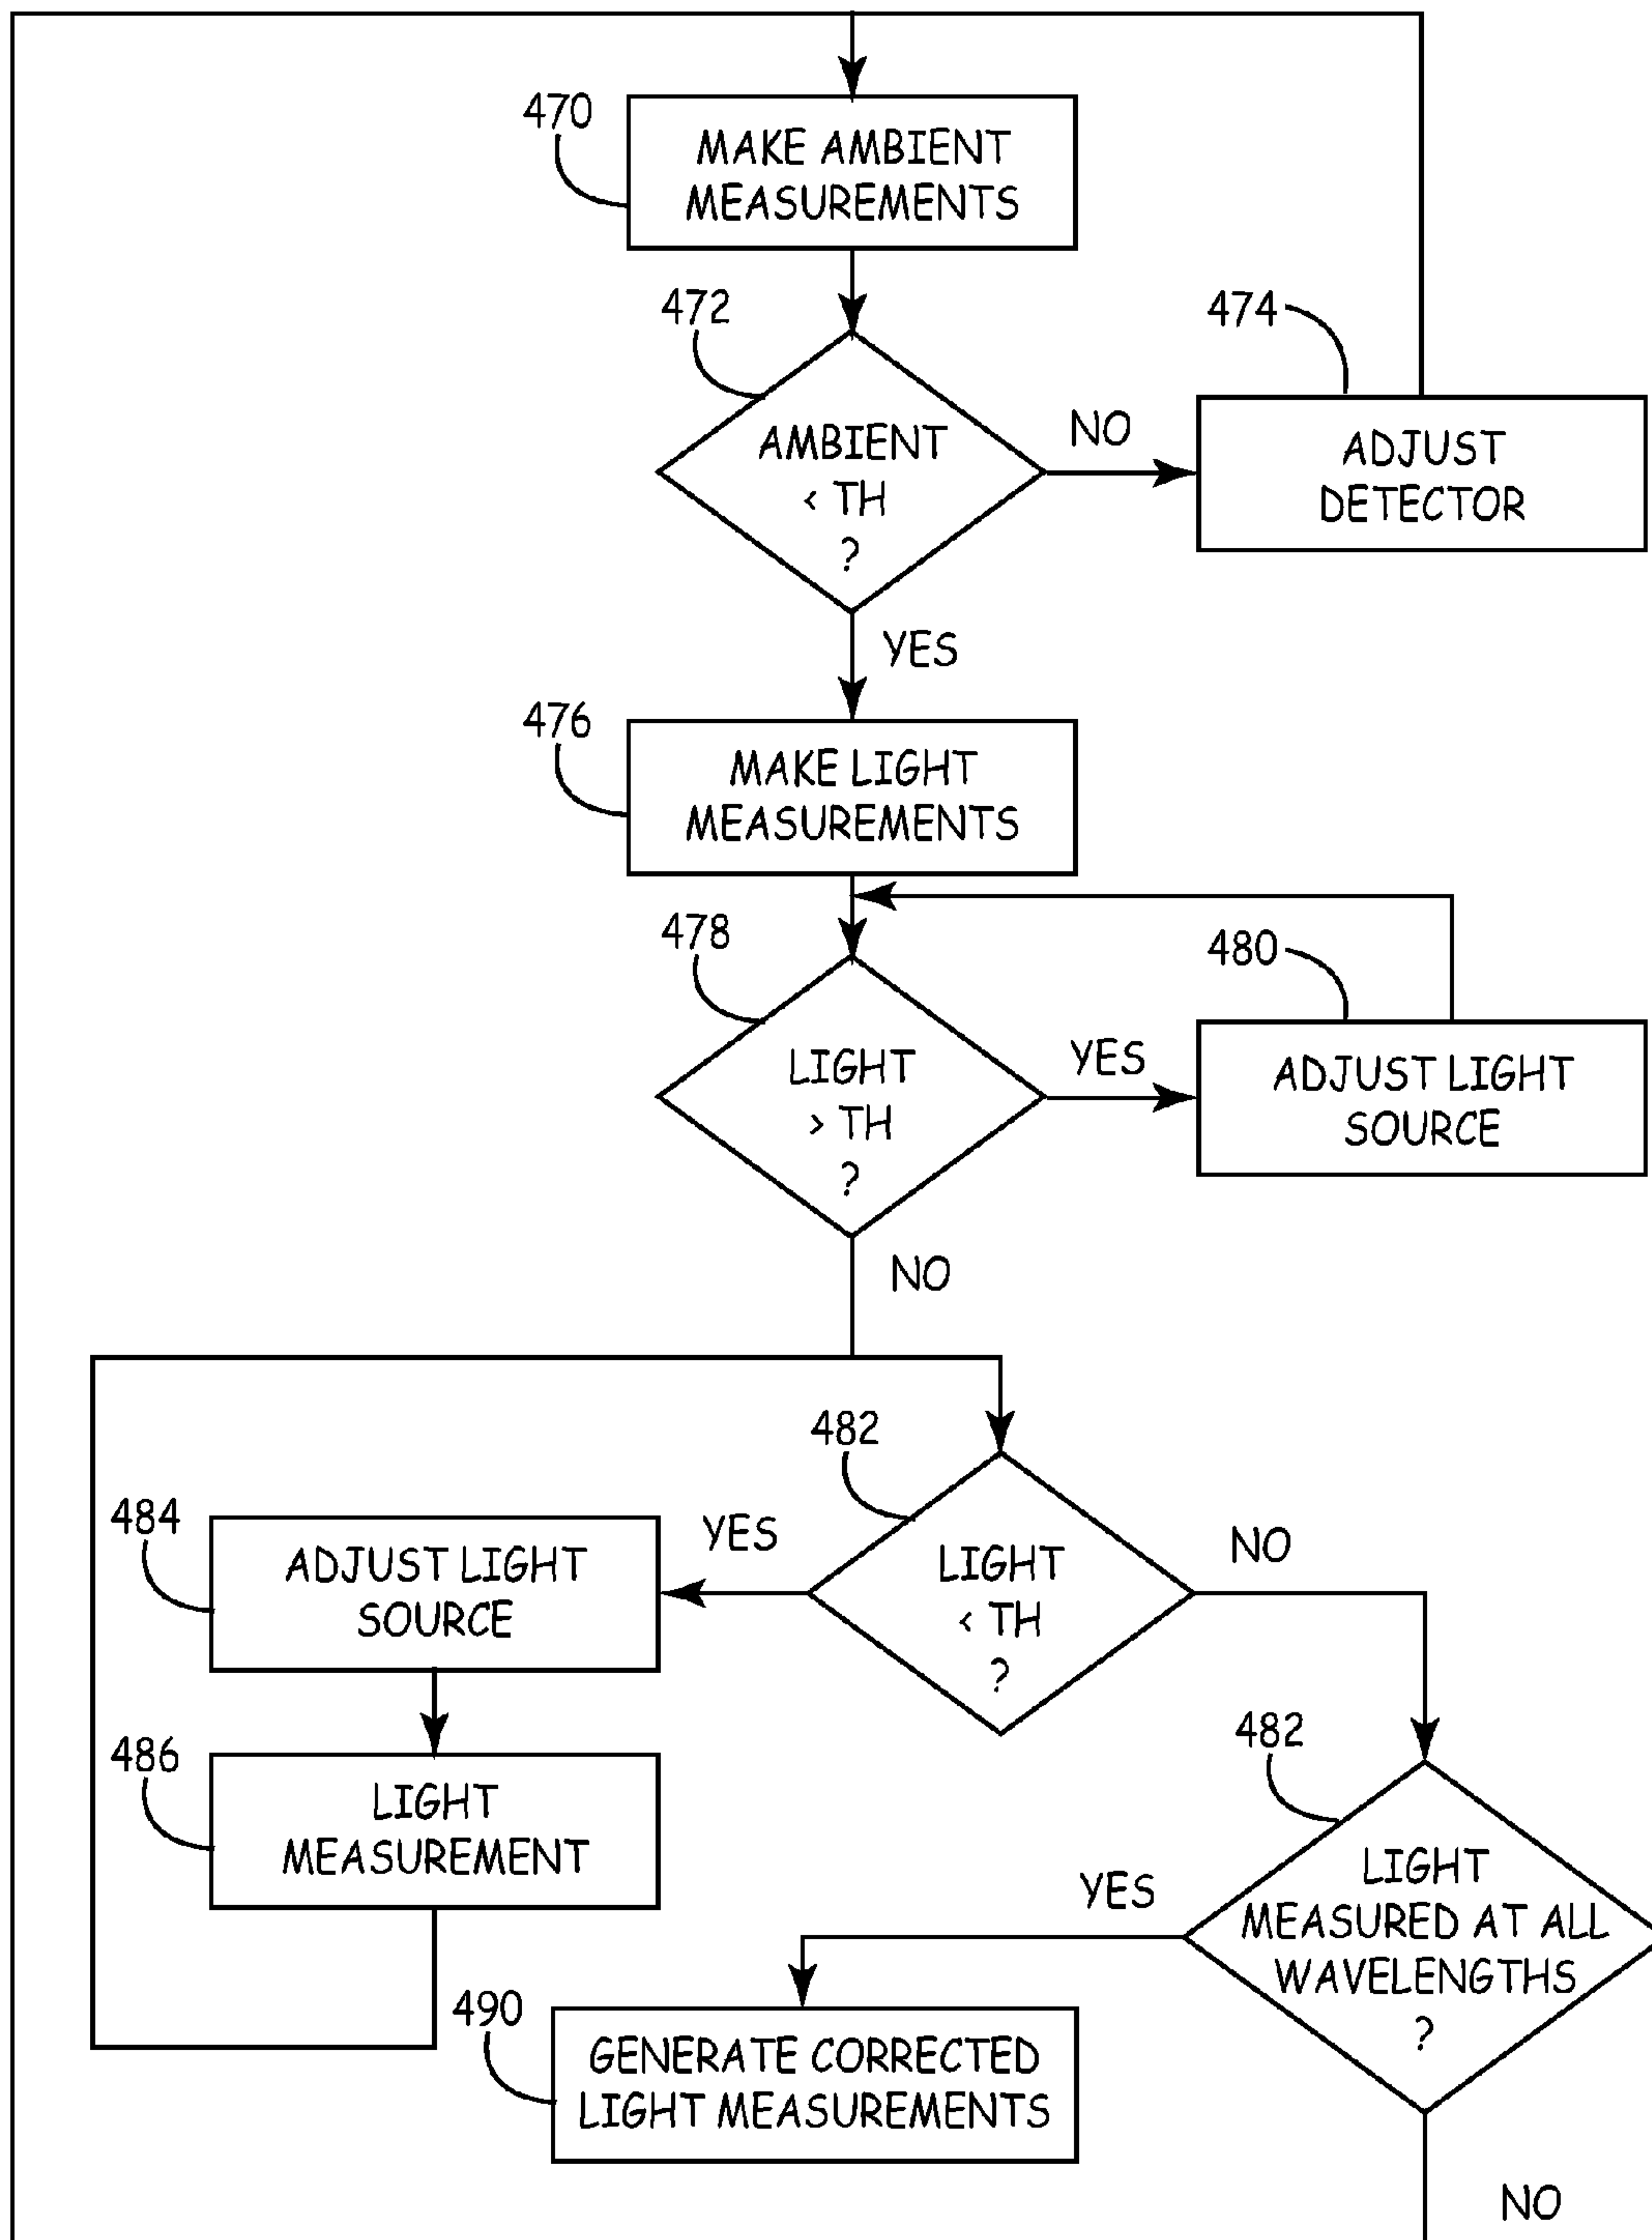 470
MAKE AMBIENT
MEASUREMENTS
472
AMBIENT
< TH
?
NO
474
ADJUST
DETECTOR
YES
476
MAKE LIGHT
MEASUREMENTS
478
LIGHT
> TH
?
YES
480
ADJUST LIGHT
SOURCE
NO
482
LIGHT
< TH
?
YES
NO
484
ADJUST LIGHT
SOURCE
486
LIGHT
MEASUREMENT
482
LIGHT
MEASURED AT ALL
WAVELENGTHS
?
YES
490
GENERATE CORRECTED
LIGHT MEASUREMENTS
NO